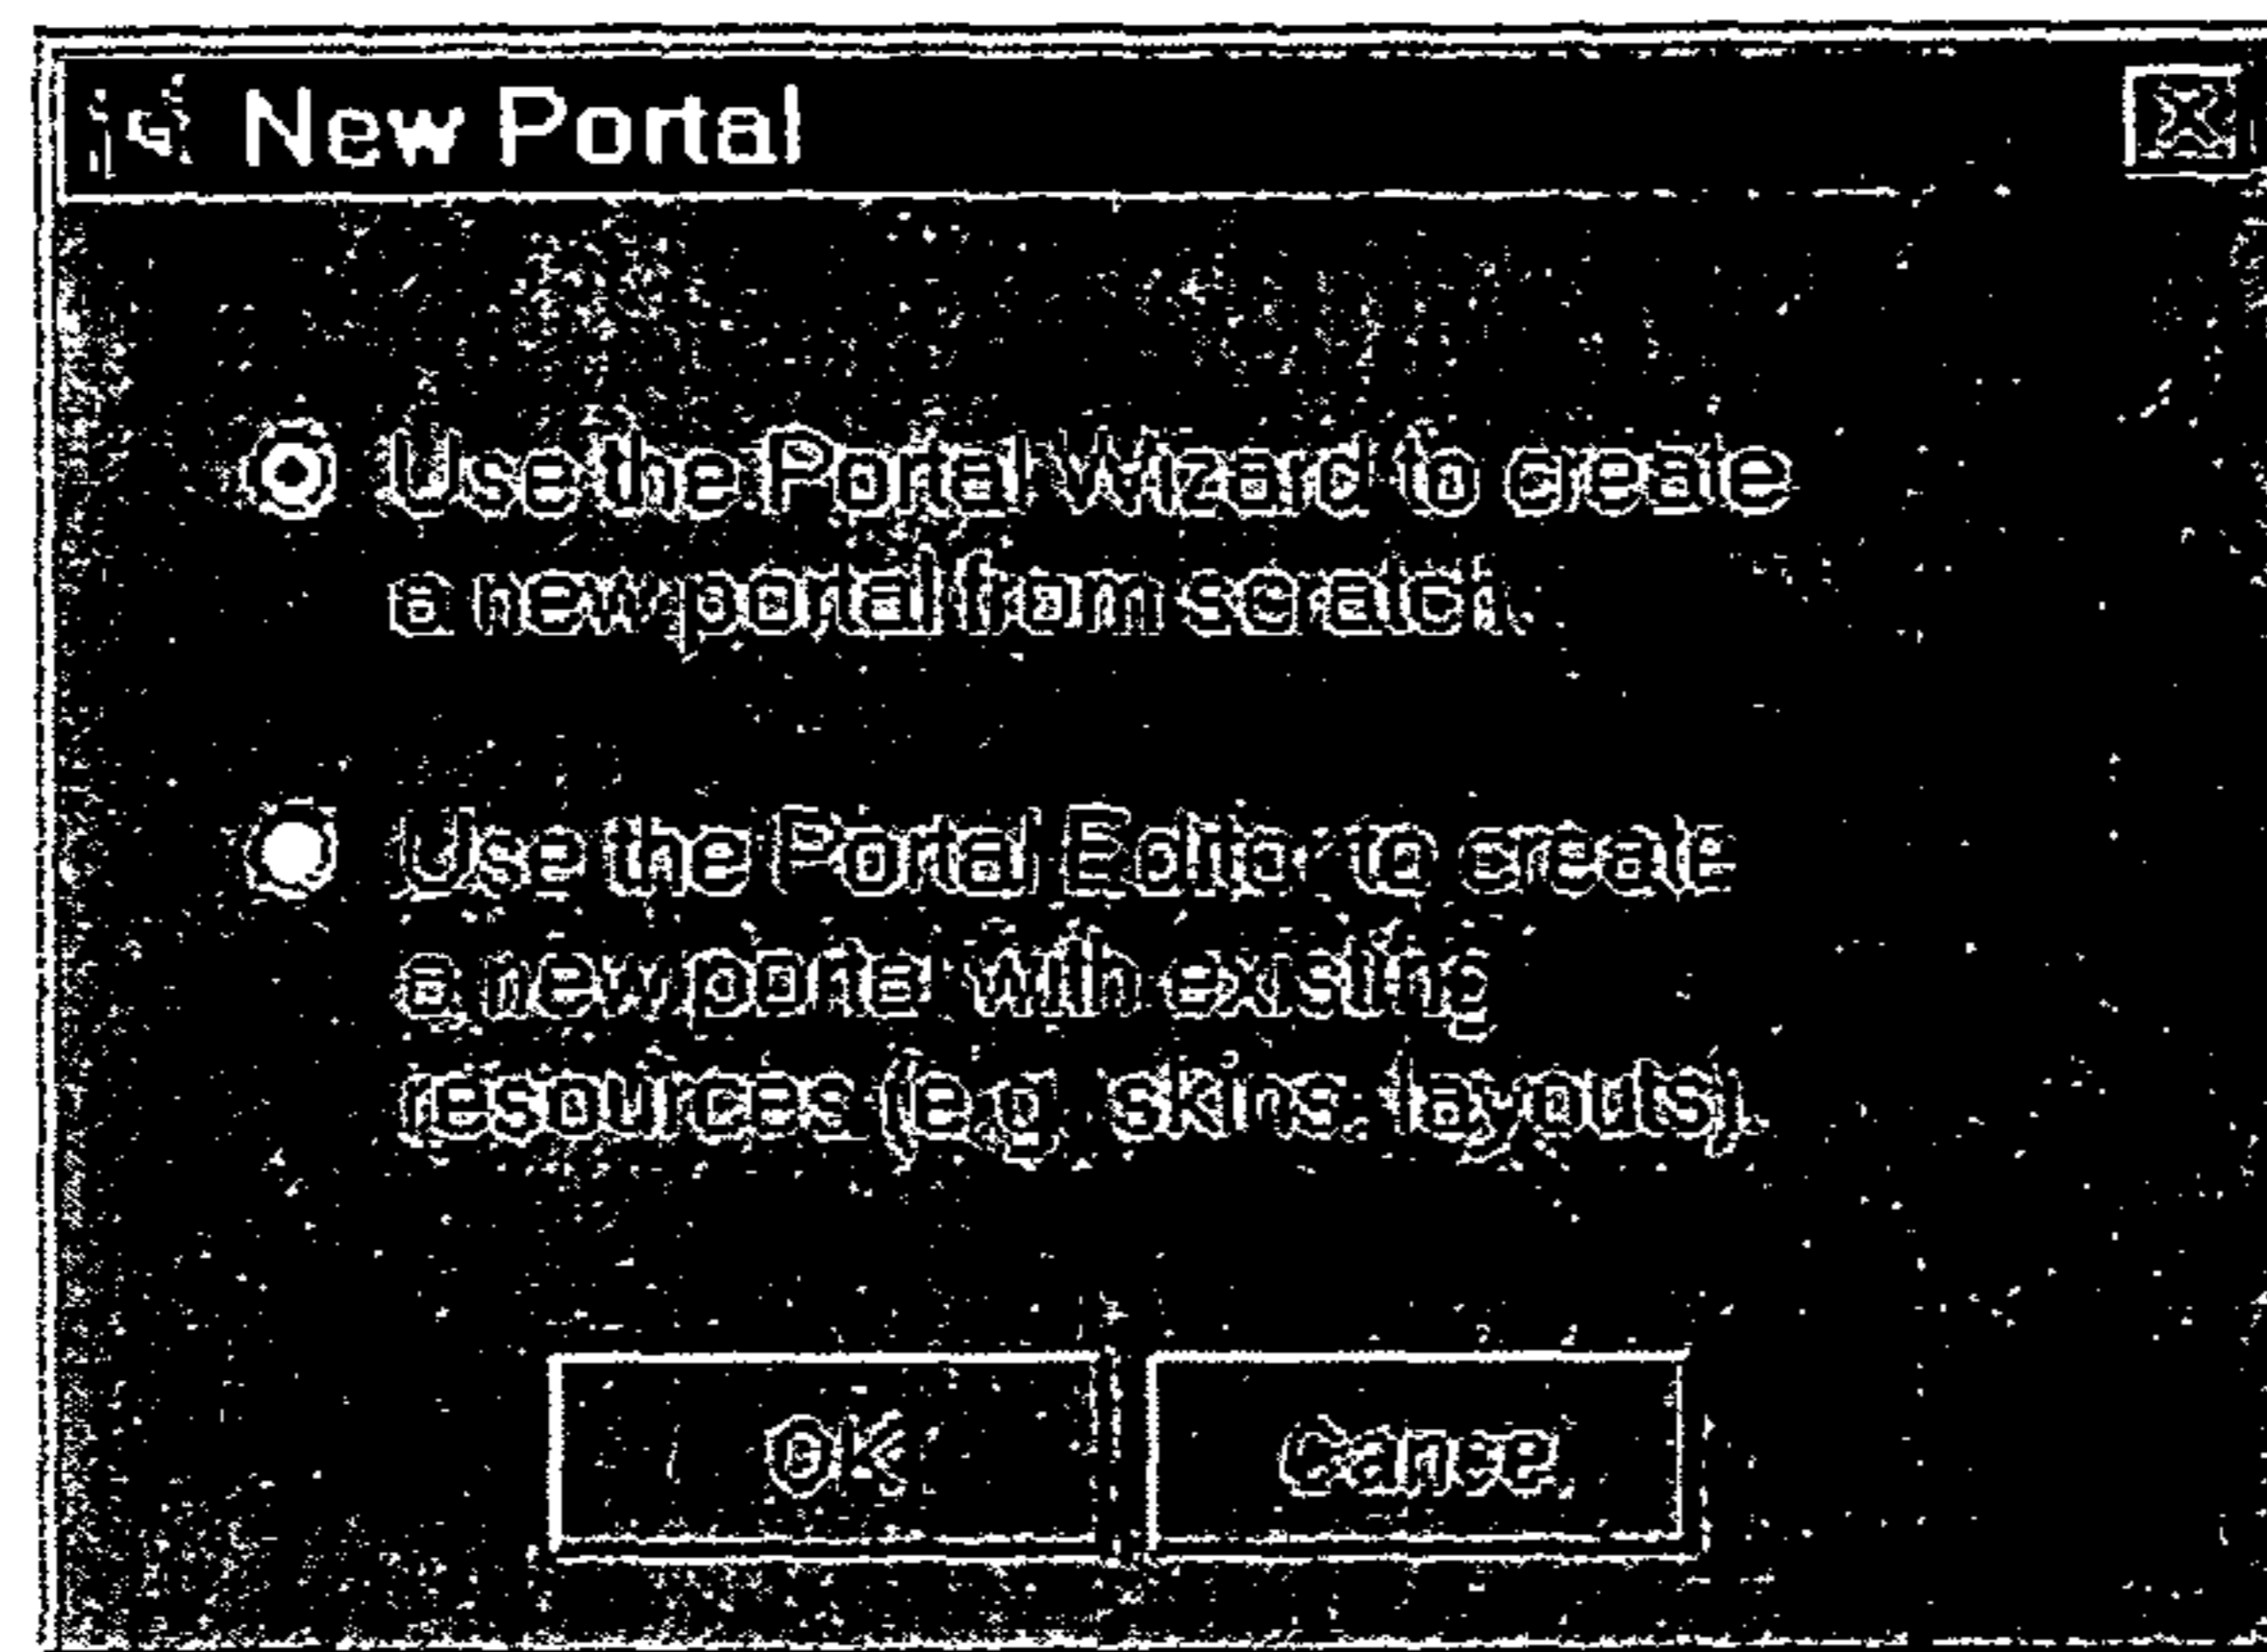 New Portal
Use the Portal Wizard to create
a new portal from scratch.
Use the Portal Editor to create
a new portal with existing
resources (e.g. skins, layouts).
OK
Cancel